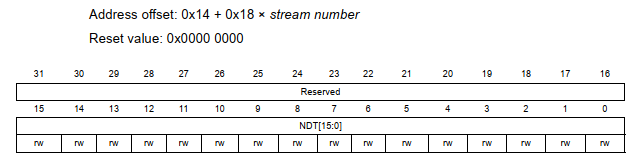 Address offset: 0x14 + 0x18 × stream number
Reset value: 0x0000 0000
31 30 29 28 27 26 25 24 23 22 21 20 19 18 17 16
Reserved
15 14 13 12 11 10 9 8 7 6 5 4 3 2 1 0
NDT[15:0]
rw rw rw rw rw rw rw rw rw rw rw rw rw rw rw rw